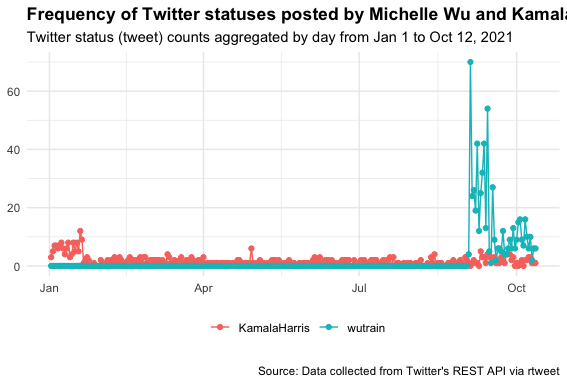 Frequency of Twitter statuses posted by Michelle Wu and Kamala
Twitter status (tweet) counts aggregated by day from Jan 1 to Oct 12, 2021
60
40
20
0
Jan Apr Jul Oct
KamalaHarris wutrain
Source: Data collected from Twitter's REST API via rtweet